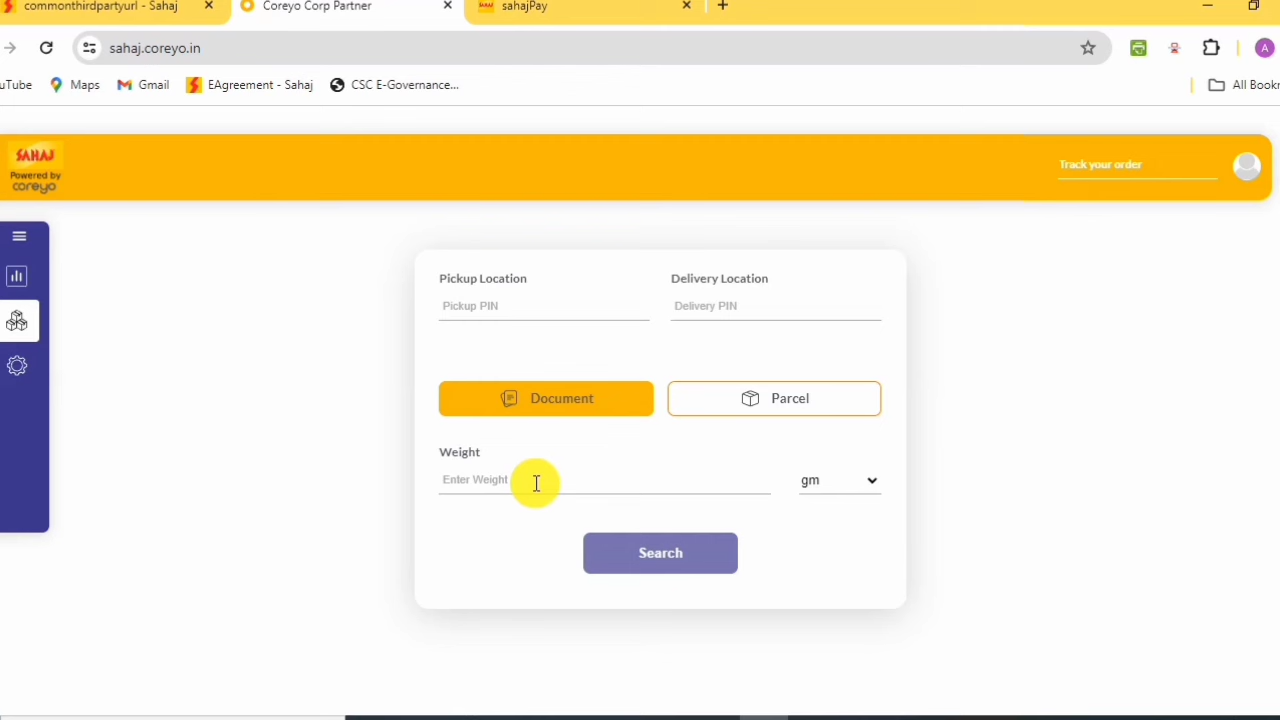 commonthirdpartyurl - Sahaj
Coreyo Corp Partner
sahajPay
sahaj.coreyo.in
A
uTube
Maps
Gmail
EAgreement - Sahaj
CSC E-Governance...
All Bookr
SAHAJ
Powered by
coreyo
Track your order
Pickup Location
Delivery Location
Pickup PIN
Delivery PIN
Document
Parcel
Weight
Enter Weight
gm
Search